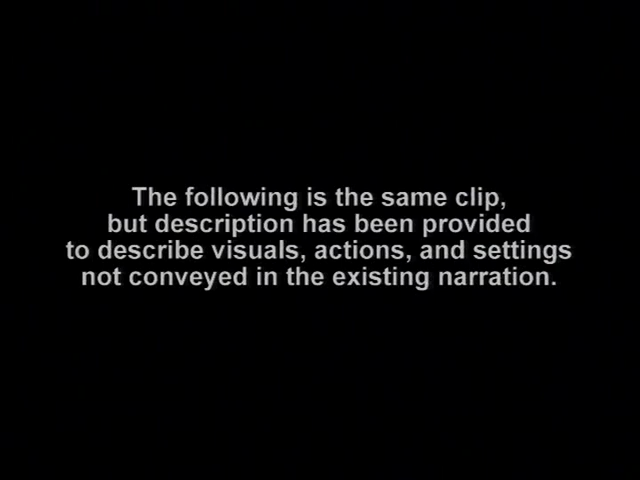 The following is the same clip,
but description has been provided
to describe visuals, actions, and settings
not conveyed in the existing narration.